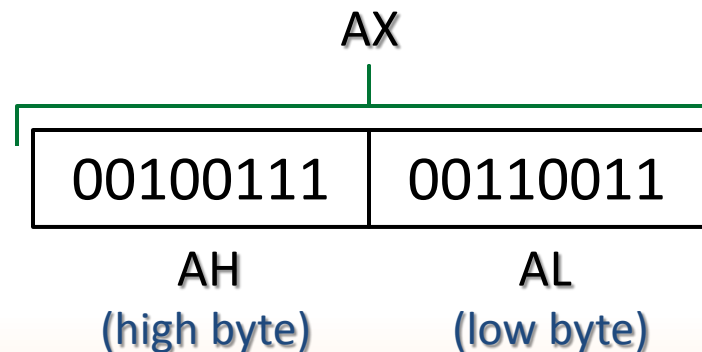 AX
00100111 00110011
AH AL
(high byte) (low byte)